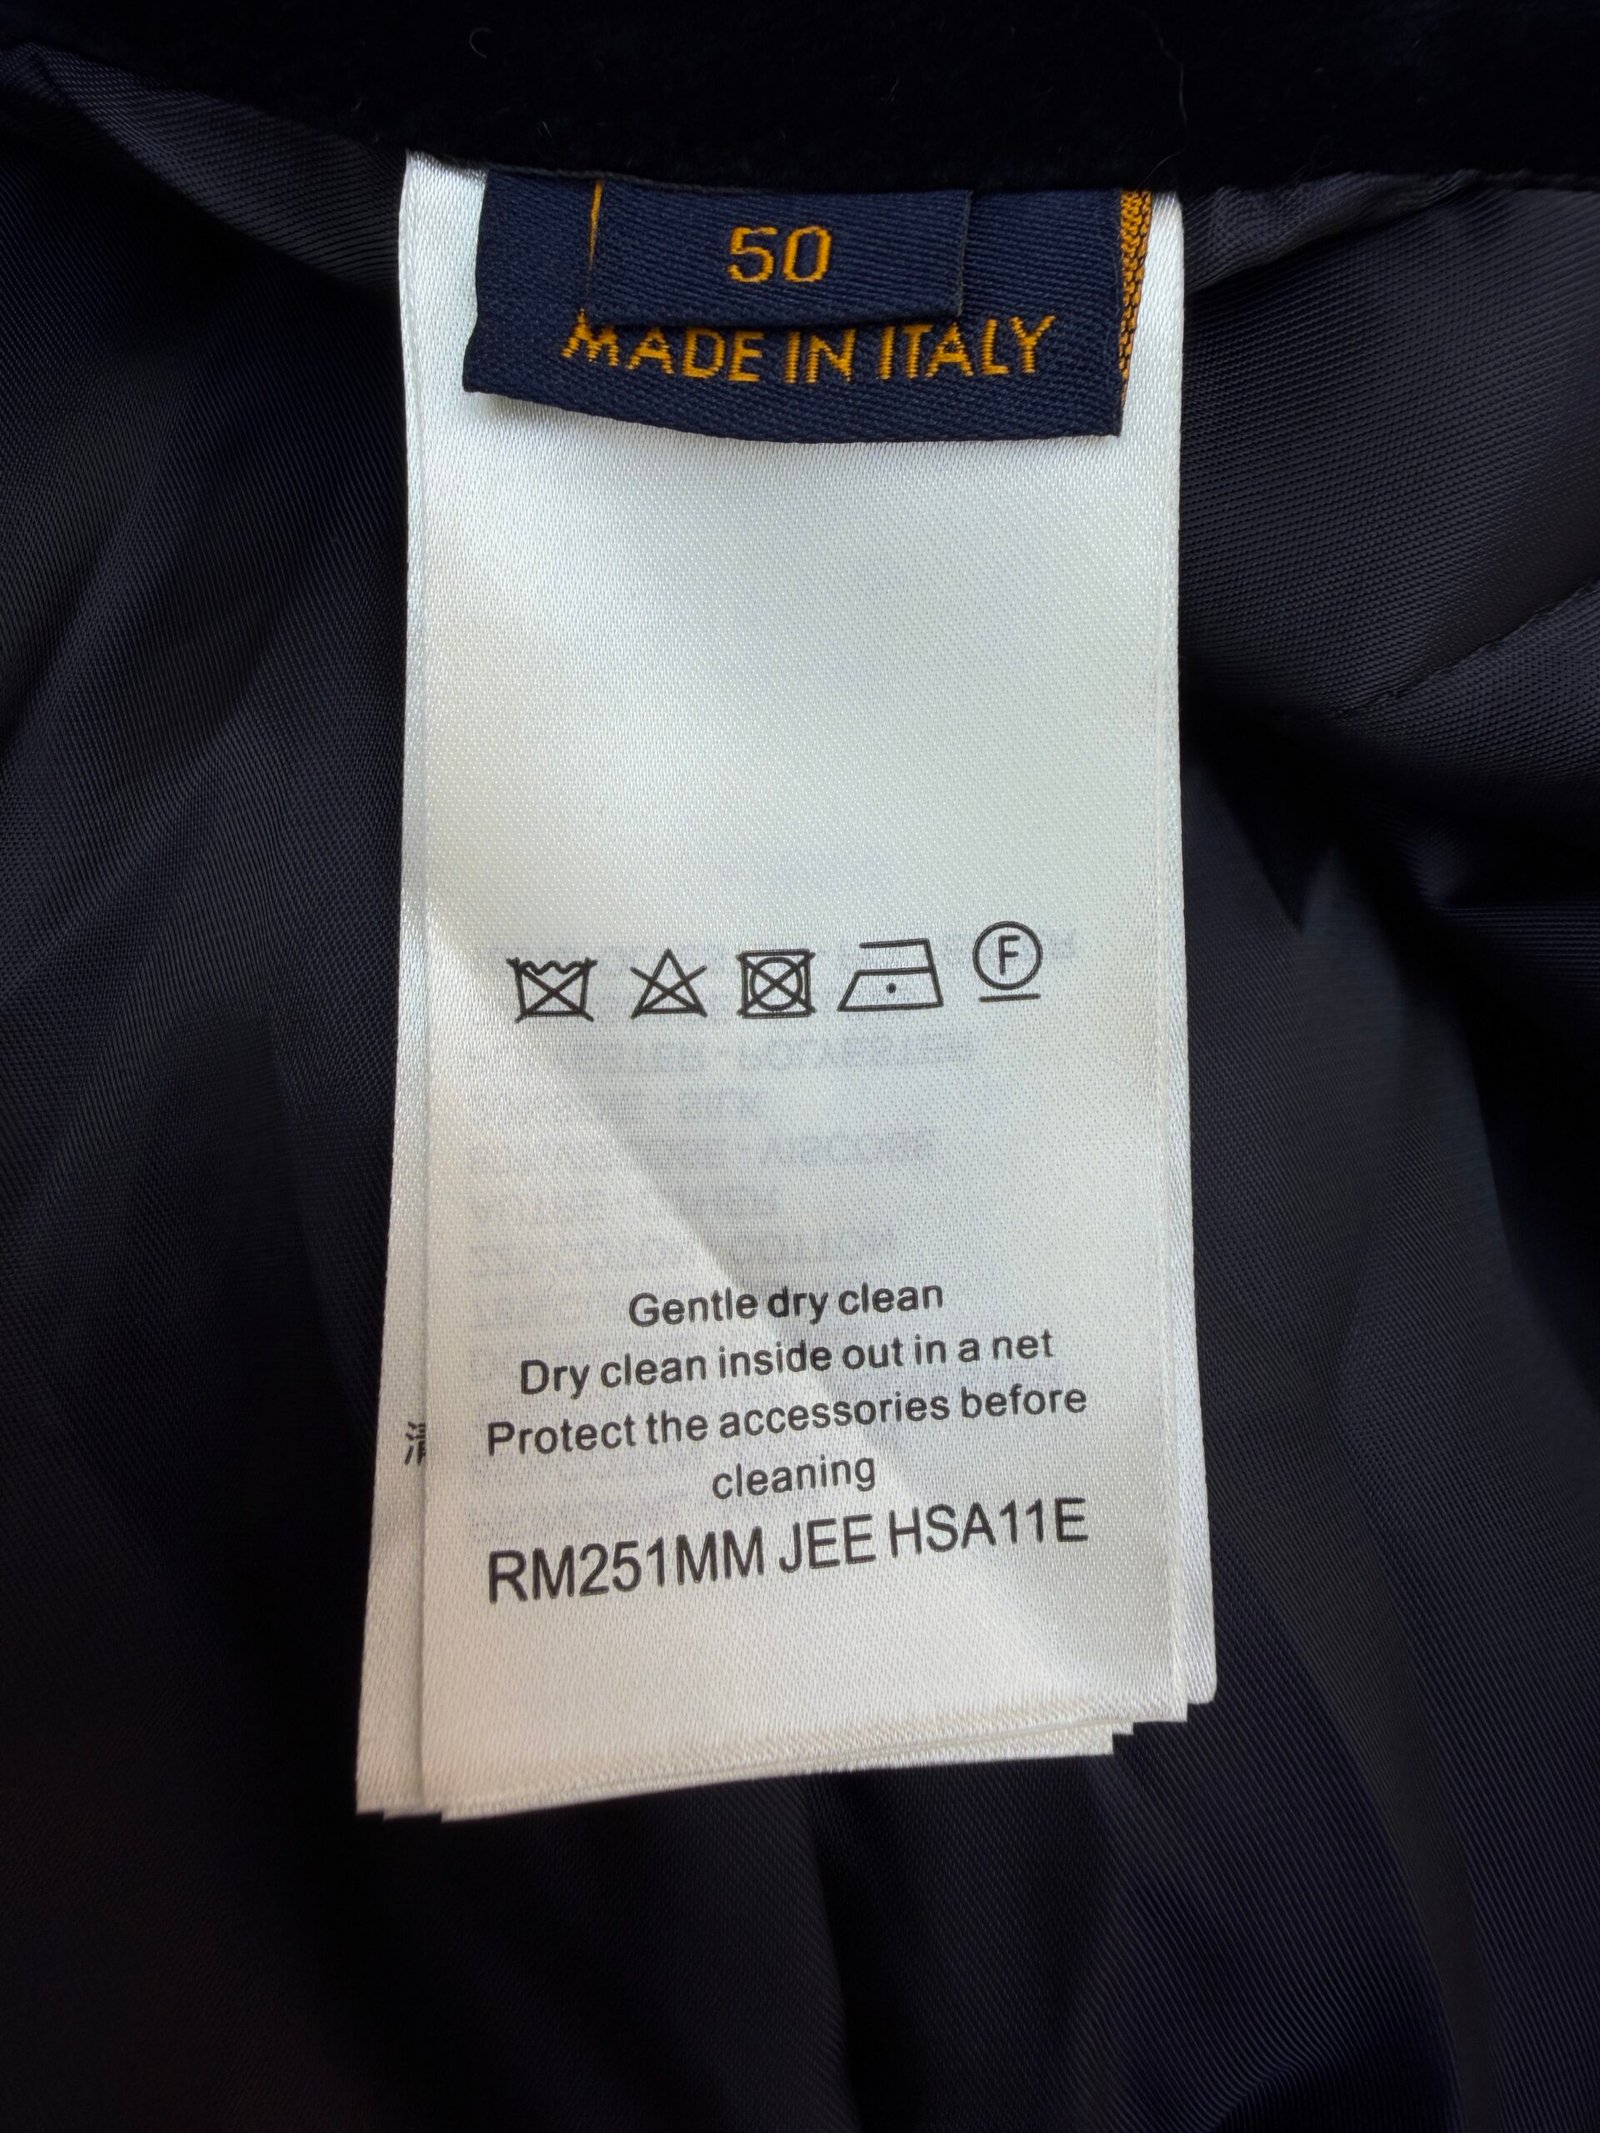 50
MADE IN ITALY
F
Gentle dry clean
Dry clean inside out in a net
Protect the accessories before
cleaning
RM251MM JEE HSA11E